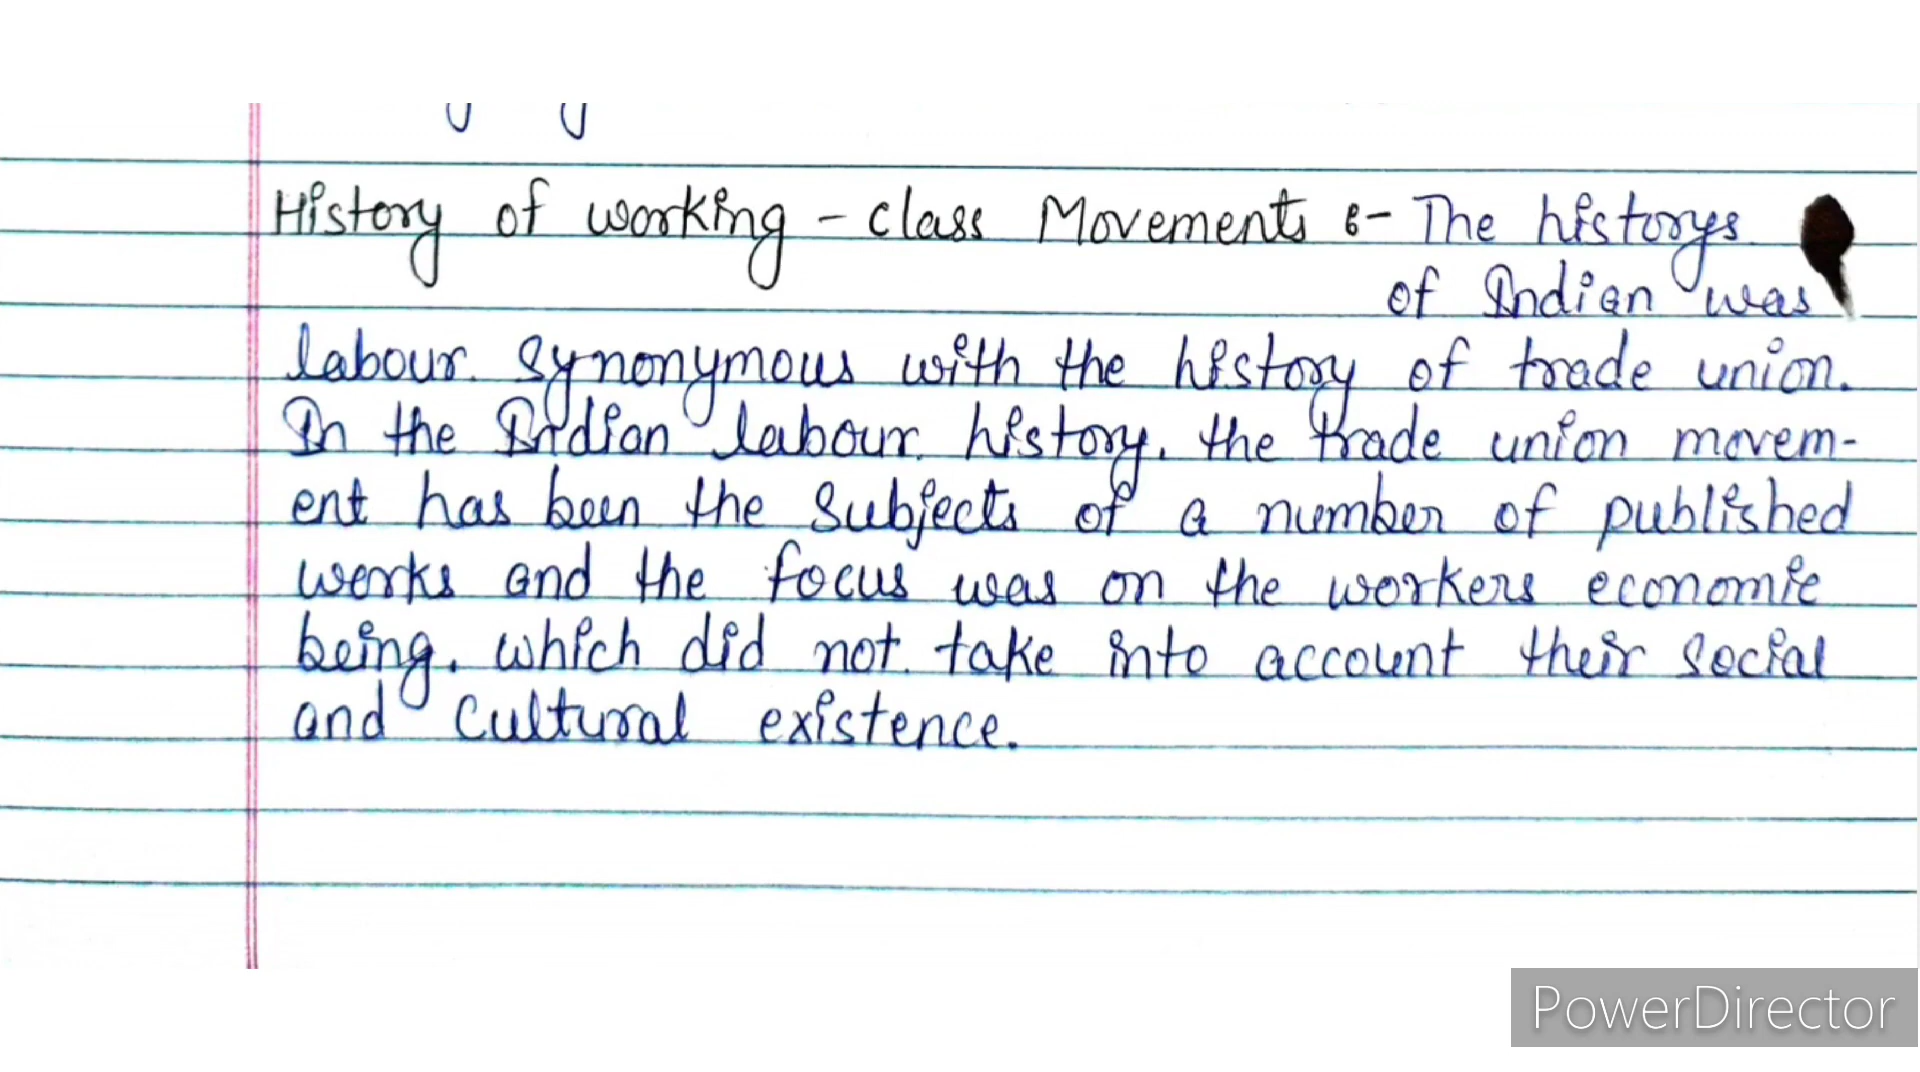 History of working - class Movements :- The historys
of Indian was
labour synonymous with the history of trade union.
In the Indian labour history. the trade union movem-
ent has been the subjects of a number of published
works and the focus was on the workers economic
being. which did not take into account their social
and cultural existence.
PowerDirector